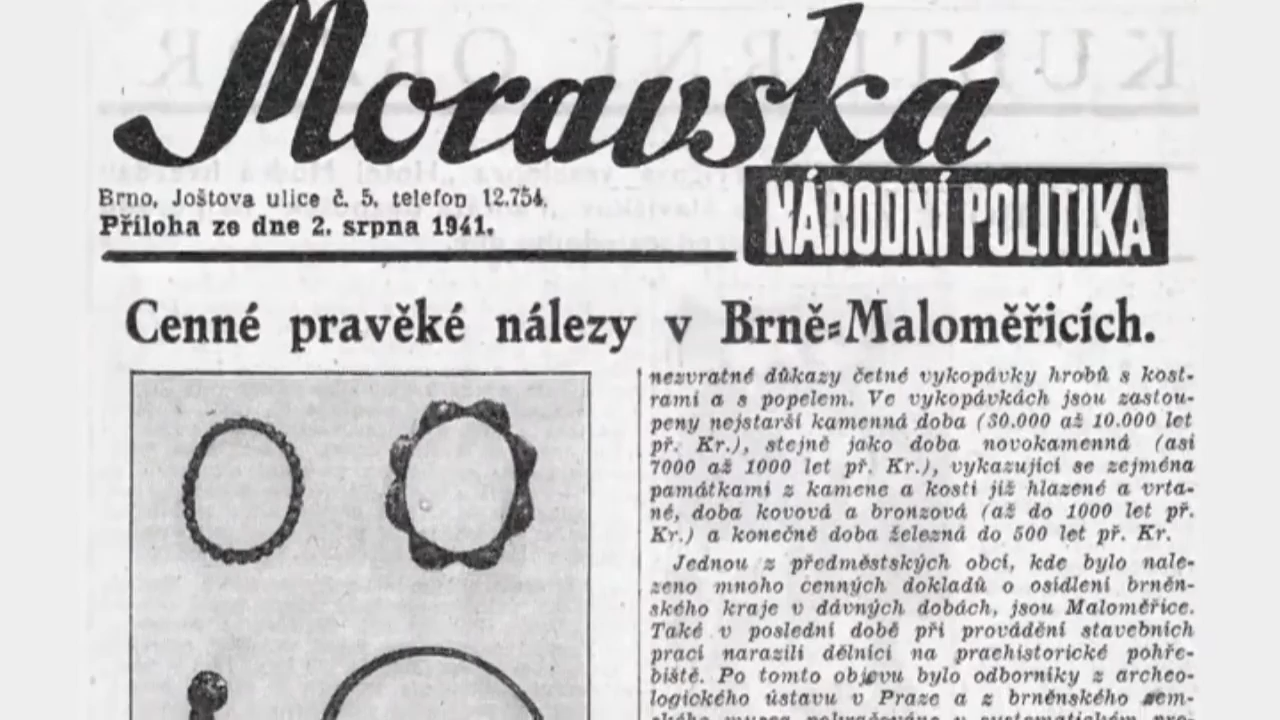 Moravská
NÁRODNÍ POLITIKA
Brno, Joštova ulice č. 5, telefon 12.754.
Příloha ze dne 2. srpna 1941.
Cenné pravěké nálezy v Brně-Maloměřicích.
nezvratné důkazy četné vykopávky hrobů s kost-
rami a s popelem. Ve vykopávkách jsou zastou-
peny nejstarší kamenná doba (30.000 až 10.000 let
př. Kr.), stejně jako doba novokamenná (asi
7000 až 1000 let př. Kr.), vykazující se zejména
památkami z kamene a kosti již hlazené a vrta-
né, doba kovová a bronzová (až do 1000 let př.
Kr.) a konečně doba železná do 500 let př. Kr.
Jednou z předměstských obcí, kde bylo nale-
zeno mnoho cenných dokladů o osídlení brněn-
ského kraje v dávných dobách, jsou Maloměřice.
Také v poslední době při provádění stavebních
prací narazili dělníci na praehistorické pohře-
biště. Po tomto objevu bylo odborníky z archeo-
logického ústavu v Praze a z brněnského zem-